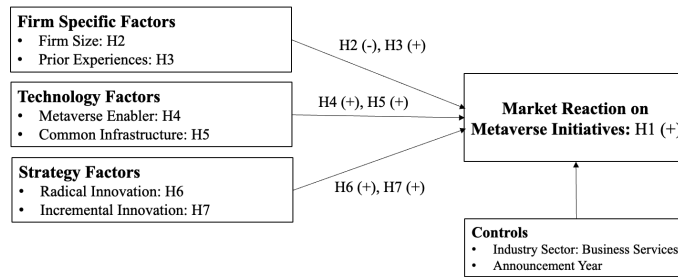 Firm Specific Factors
• Firm Size: H2
• Prior Experiences: H3
H2 (-), H3 (+)
Technology Factors
• Metaverse Enabler: H4
• Common Infrastructure: H5
H4 (+), H5 (+)
Strategy Factors
• Radical Innovation: H6
• Incremental Innovation: H7
H6 (+), H7 (+)
Market Reaction on
Metaverse Initiatives: H1 (+)
Controls
• Industry Sector: Business Services
• Announcement Year